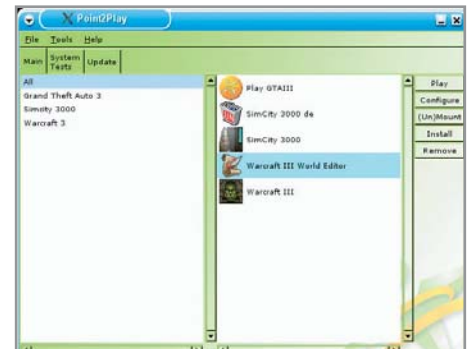 Point2Play
File Tools Help
Main System Tests Update
All
Grand Theft Auto 3
Simcity 3000
Warcraft 3
Play GTAIII
SimCity 3000 de
SimCity 3000
Warcraft III World Editor
Warcraft III
Play
Configure
(Un)Mount
Install
Remove